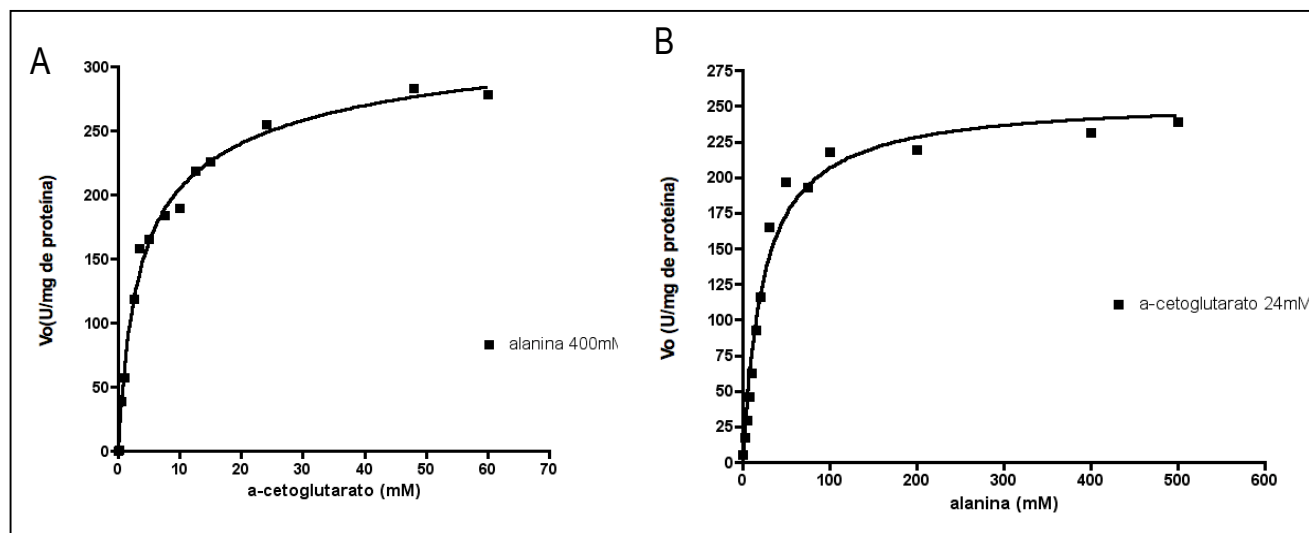 A
300
250
200
150
100
50
0
Vo(U/mg de proteína)
0 10 20 30 40 50 60 70
a-cetoglutarato (mM)
alanina 400m
B
275
250
225
200
175
150
125
100
75
50
25
0
Vo (U/mg de proteína)
0 100 200 300 400 500 600
alanina (mM)
a-cetoglutarato 24mM